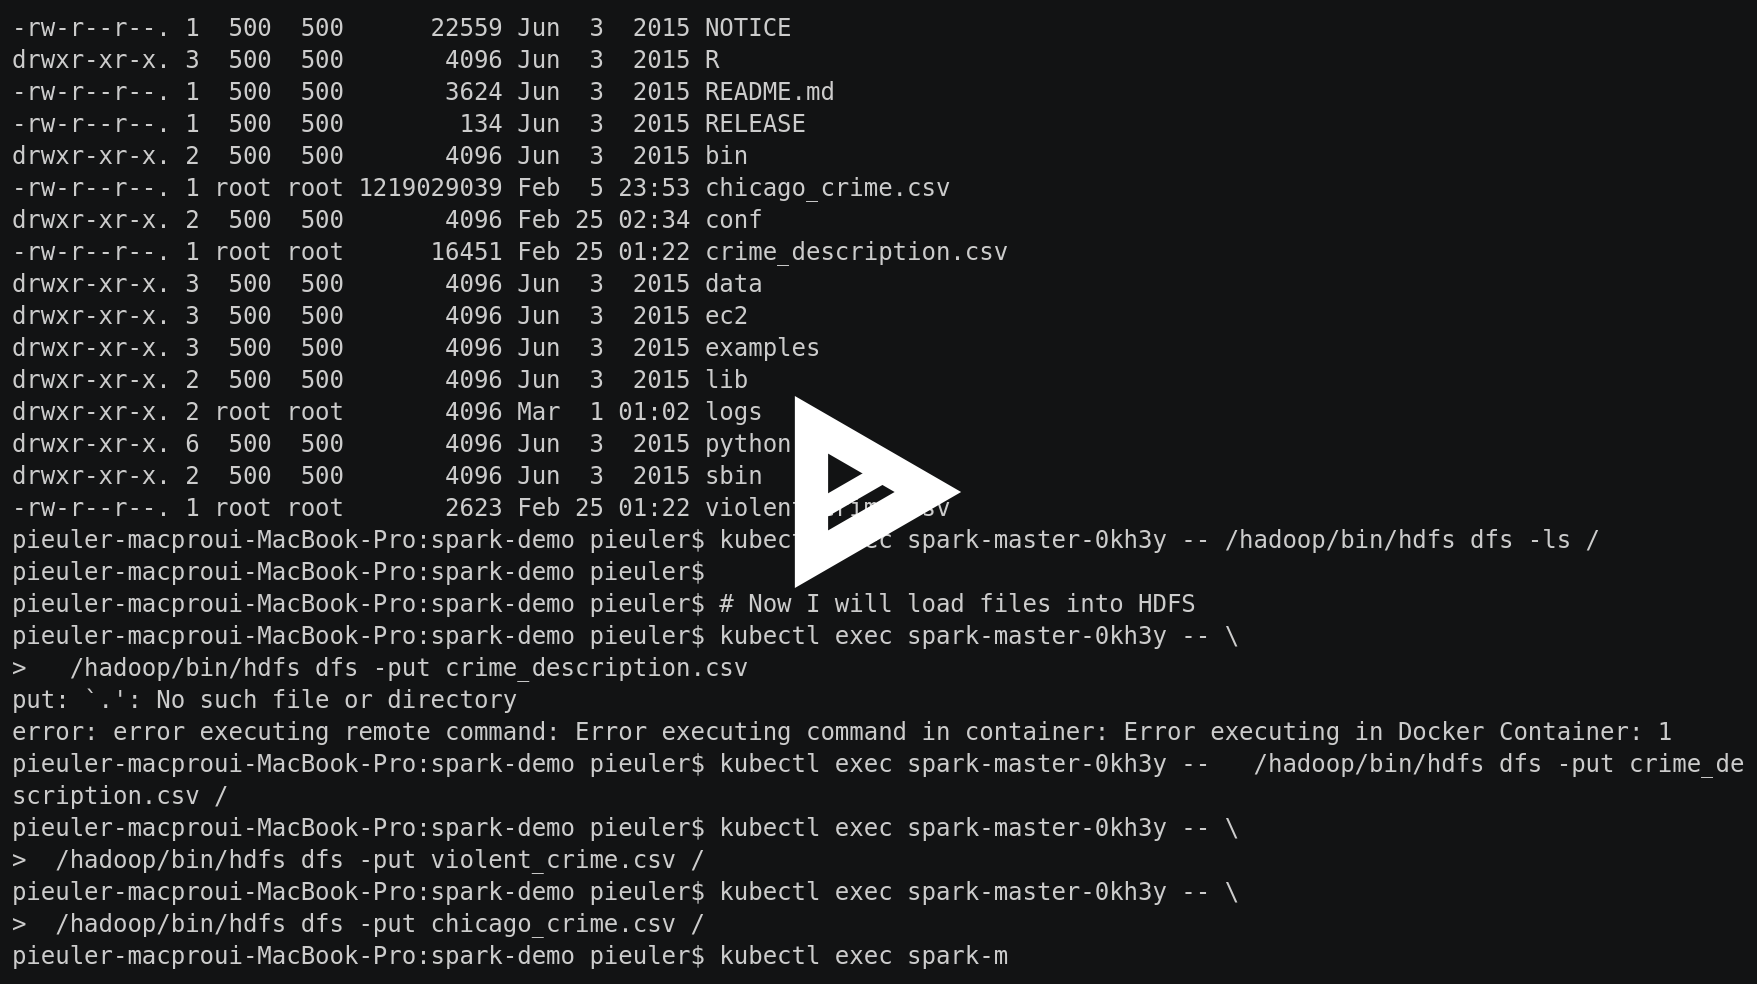 -rw-r--r--. 1  500  500      22559 Jun  3  2015 NOTICE
drwxr-xr-x. 3  500  500       4096 Jun  3  2015 R
-rw-r--r--. 1  500  500       3624 Jun  3  2015 README.md
-rw-r--r--. 1  500  500        134 Jun  3  2015 RELEASE
drwxr-xr-x. 2  500  500       4096 Jun  3  2015 bin
-rw-r--r--. 1 root root 1219029039 Feb  5 23:53 chicago_crime.csv
drwxr-xr-x. 2  500  500       4096 Feb 25 02:34 conf
-rw-r--r--. 1 root root      16451 Feb 25 01:22 crime_description.csv
drwxr-xr-x. 3  500  500       4096 Jun  3  2015 data
drwxr-xr-x. 3  500  500       4096 Jun  3  2015 ec2
drwxr-xr-x. 3  500  500       4096 Jun  3  2015 examples
drwxr-xr-x. 2  500  500       4096 Jun  3  2015 lib
drwxr-xr-x. 2 root root       4096 Mar  1 01:02 logs
drwxr-xr-x. 6  500  500       4096 Jun  3  2015 python
drwxr-xr-x. 2  500  500       4096 Jun  3  2015 sbin
-rw-r--r--. 1 root root       2623 Feb 25 01:22 violent_crime.csv
pieuler-macproui-MacBook-Pro:spark-demo pieuler$ kubectl exec spark-master-0kh3y -- /hadoop/bin/hdfs dfs -ls /
pieuler-macproui-MacBook-Pro:spark-demo pieuler$
pieuler-macproui-MacBook-Pro:spark-demo pieuler$ # Now I will load files into HDFS
pieuler-macproui-MacBook-Pro:spark-demo pieuler$ kubectl exec spark-master-0kh3y -- \
>   /hadoop/bin/hdfs dfs -put crime_description.csv
put: `.': No such file or directory
error: error executing remote command: Error executing command in container: Error executing in Docker Container: 1
pieuler-macproui-MacBook-Pro:spark-demo pieuler$ kubectl exec spark-master-0kh3y --   /hadoop/bin/hdfs dfs -put crime_de
scription.csv /
pieuler-macproui-MacBook-Pro:spark-demo pieuler$ kubectl exec spark-master-0kh3y -- \
>  /hadoop/bin/hdfs dfs -put violent_crime.csv /
pieuler-macproui-MacBook-Pro:spark-demo pieuler$ kubectl exec spark-master-0kh3y -- \
>  /hadoop/bin/hdfs dfs -put chicago_crime.csv /
pieuler-macproui-MacBook-Pro:spark-demo pieuler$ kubectl exec spark-m